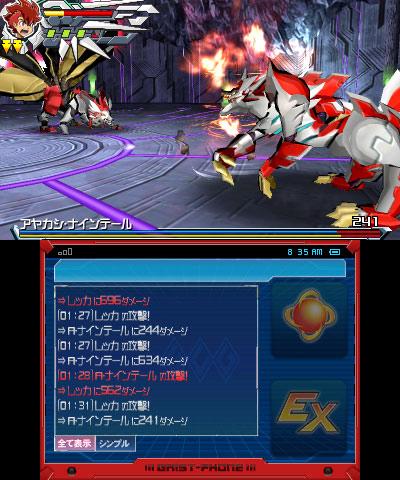 アヤカシ・ナインテール 241
8 35 AM
⇒ レッカ に696ダメージ
[01:27]レッカ の攻撃!
⇒ A・ナインテール に244ダメージ
[01:27]レッカ の攻撃!
⇒ A・ナインテール に634ダメージ
[01:28]A・ナインテール の攻撃!
⇒ レッカ に562ダメージ
[01:31]レッカ の攻撃!
⇒ A・ナインテール に241ダメージ
全て表示 シンプル
EX
WRIST-PHONE